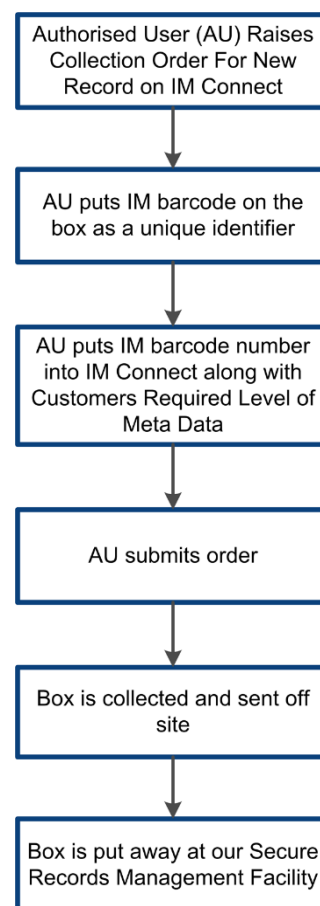 Authorised User (AU) Raises
Collection Order For New
Record on IM Connect
AU puts IM barcode on the
box as a unique identifier
AU puts IM barcode number
into IM Connect along with
Customers Required Level of
Meta Data
AU submits order
Box is collected and sent off
site
Box is put away at our Secure
Records Management Facility